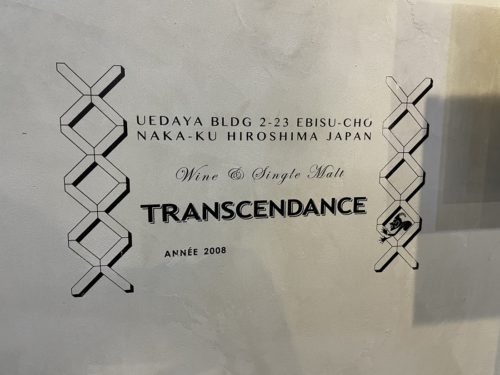 UEDAYA BLDG 2-23 EBISU-CHO
NAKA-KU HIROSHIMA JAPAN
Wine & Single Malt
TRANSCENDANCE
ANNÉE 2008